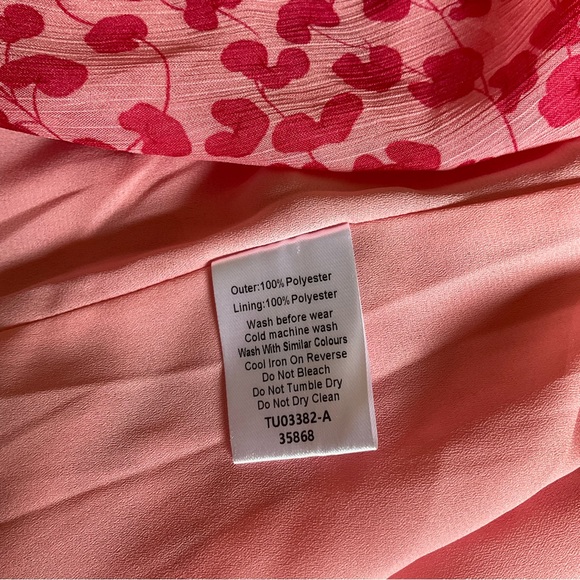 Outer:100% Polyester
Lining:100% Polyester
Wash before wear
Cold machine wash
Wash With Similar Colours
Cool Iron On Reverse
Do Not Bleach
Do Not Tumble Dry
Do Not Dry Clean
TU03382-A
35868